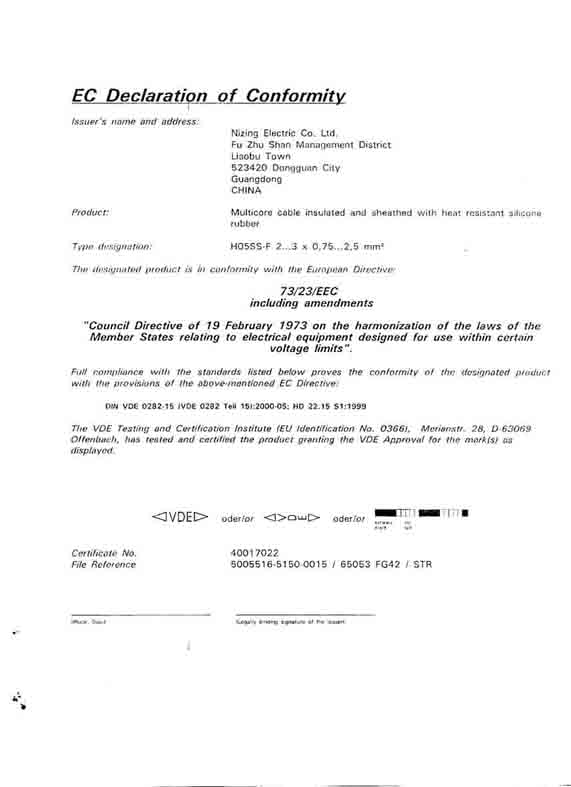 EC Declaration of Conformity
Issuer's name and address:
Nizing Electric Co. Ltd.
Fu Zhu Shan Management District
Liaobu Town
523420 Dongguan City
Guangdong
CHINA
Product: Multicore cable insulated and sheathed with heat resistant silicone
rubber
Type designation: H05SS-F 2...3 x 0,75...2,5 mm²
The designated product is in conformity with the European Directive:
73/23/EEC
including amendments
"Council Directive of 19 February 1973 on the harmonization of the laws of the
Member States relating to electrical equipment designed for use within certain
voltage limits".
Full compliance with the standards listed below proves the conformity of the designated product
with the provisions of the above-mentioned EC Directive:
DIN VDE 0282-15 (VDE 0282 Teil 15):2000-05; HD 22.15 S1:1999
The VDE Testing and Certification Institute (EU Identification No. 0366), Merianstr. 28, D-63069
Offenbach, has tested and certified the product granting the VDE Approval for the mark(s) as
displayed.
◁VDE▷ oder/or oder/or
Certificate No. 40017022
File Reference 5005516-5150-0015 / 65053 FG42 / STR
(Place, Date) (Legally binding signature of the issuer)